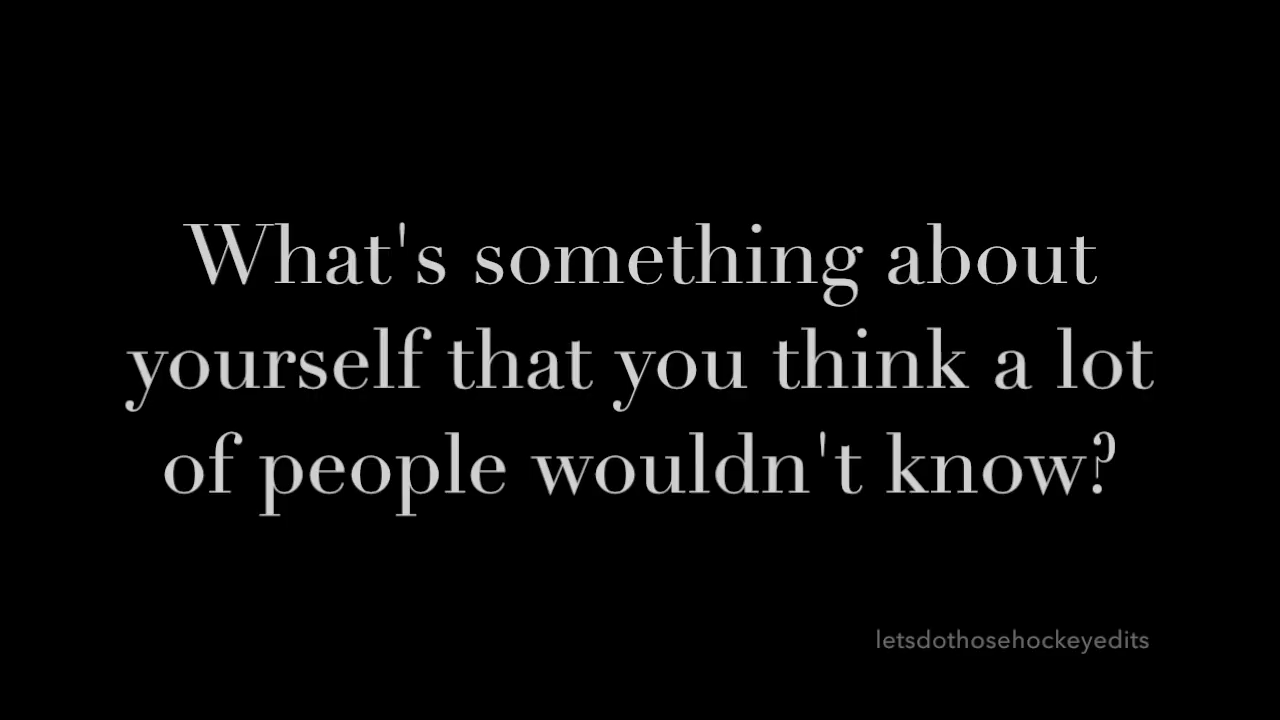 What's something about
yourself that you think a lot
of people wouldn't know?
letsdothosehockeyedits